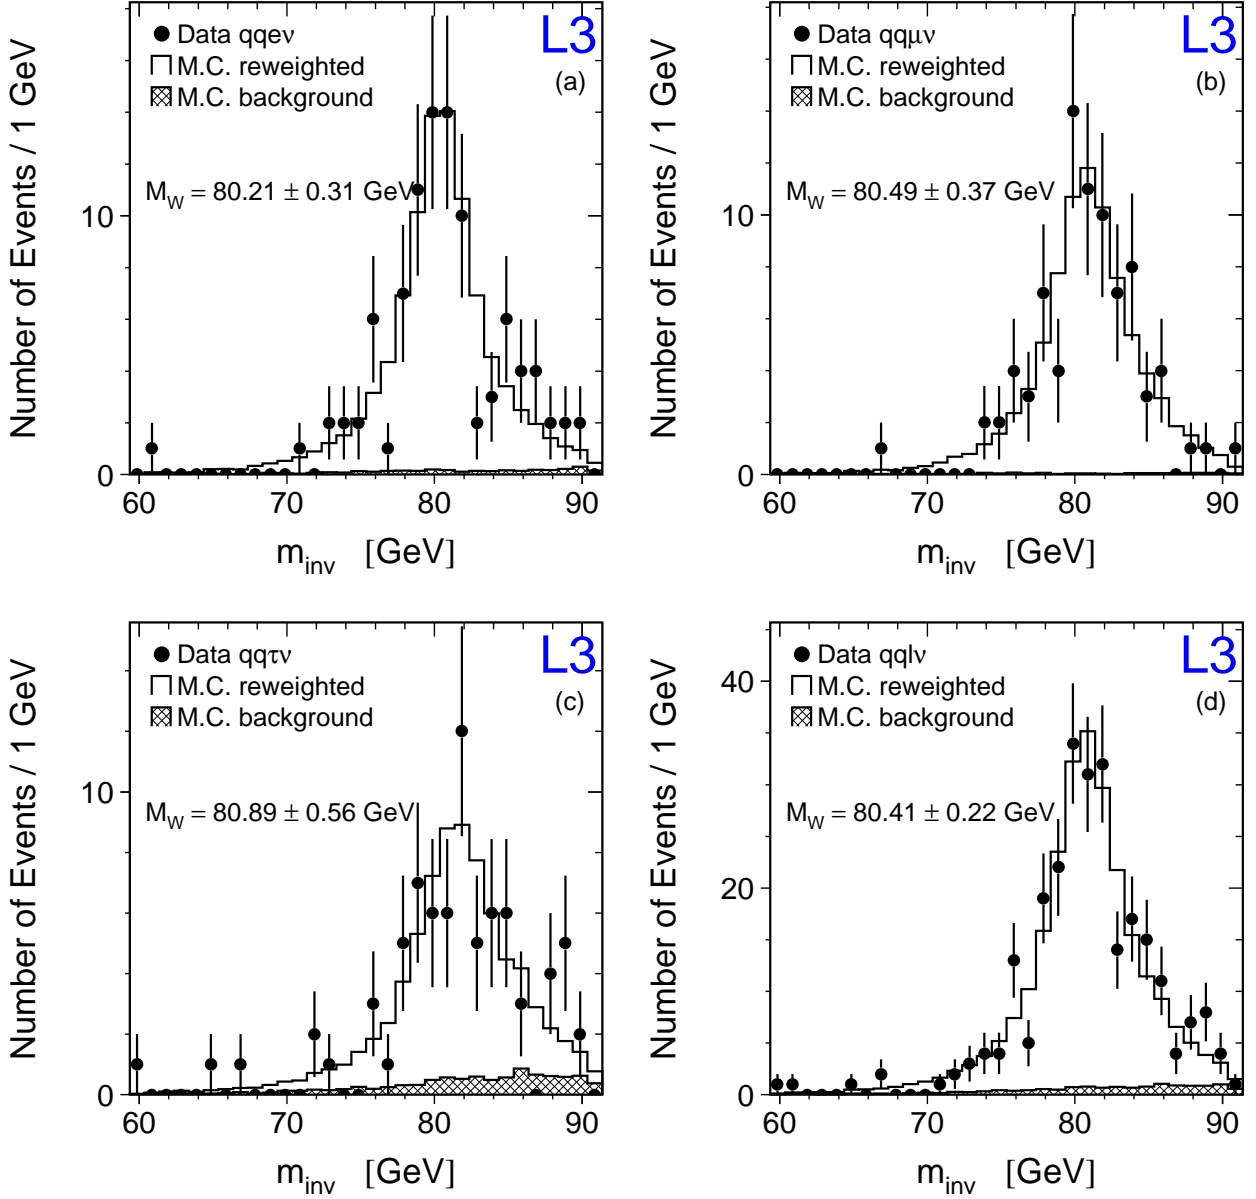 Data qqeν
M.C. reweighted
M.C. background
L3
(a)
M_W = 80.21 ± 0.31 GeV
Number of Events / 1 GeV
10
0
60 70 80 90
m_inv [GeV]
Data qqμν
M.C. reweighted
M.C. background
L3
(b)
M_W = 80.49 ± 0.37 GeV
Number of Events / 1 GeV
10
0
60 70 80 90
m_inv [GeV]
Data qqτν
M.C. reweighted
M.C. background
L3
(c)
M_W = 80.89 ± 0.56 GeV
Number of Events / 1 GeV
10
0
60 70 80 90
m_inv [GeV]
Data qqlν
M.C. reweighted
M.C. background
L3
(d)
M_W = 80.41 ± 0.22 GeV
Number of Events / 1 GeV
40
20
0
60 70 80 90
m_inv [GeV]